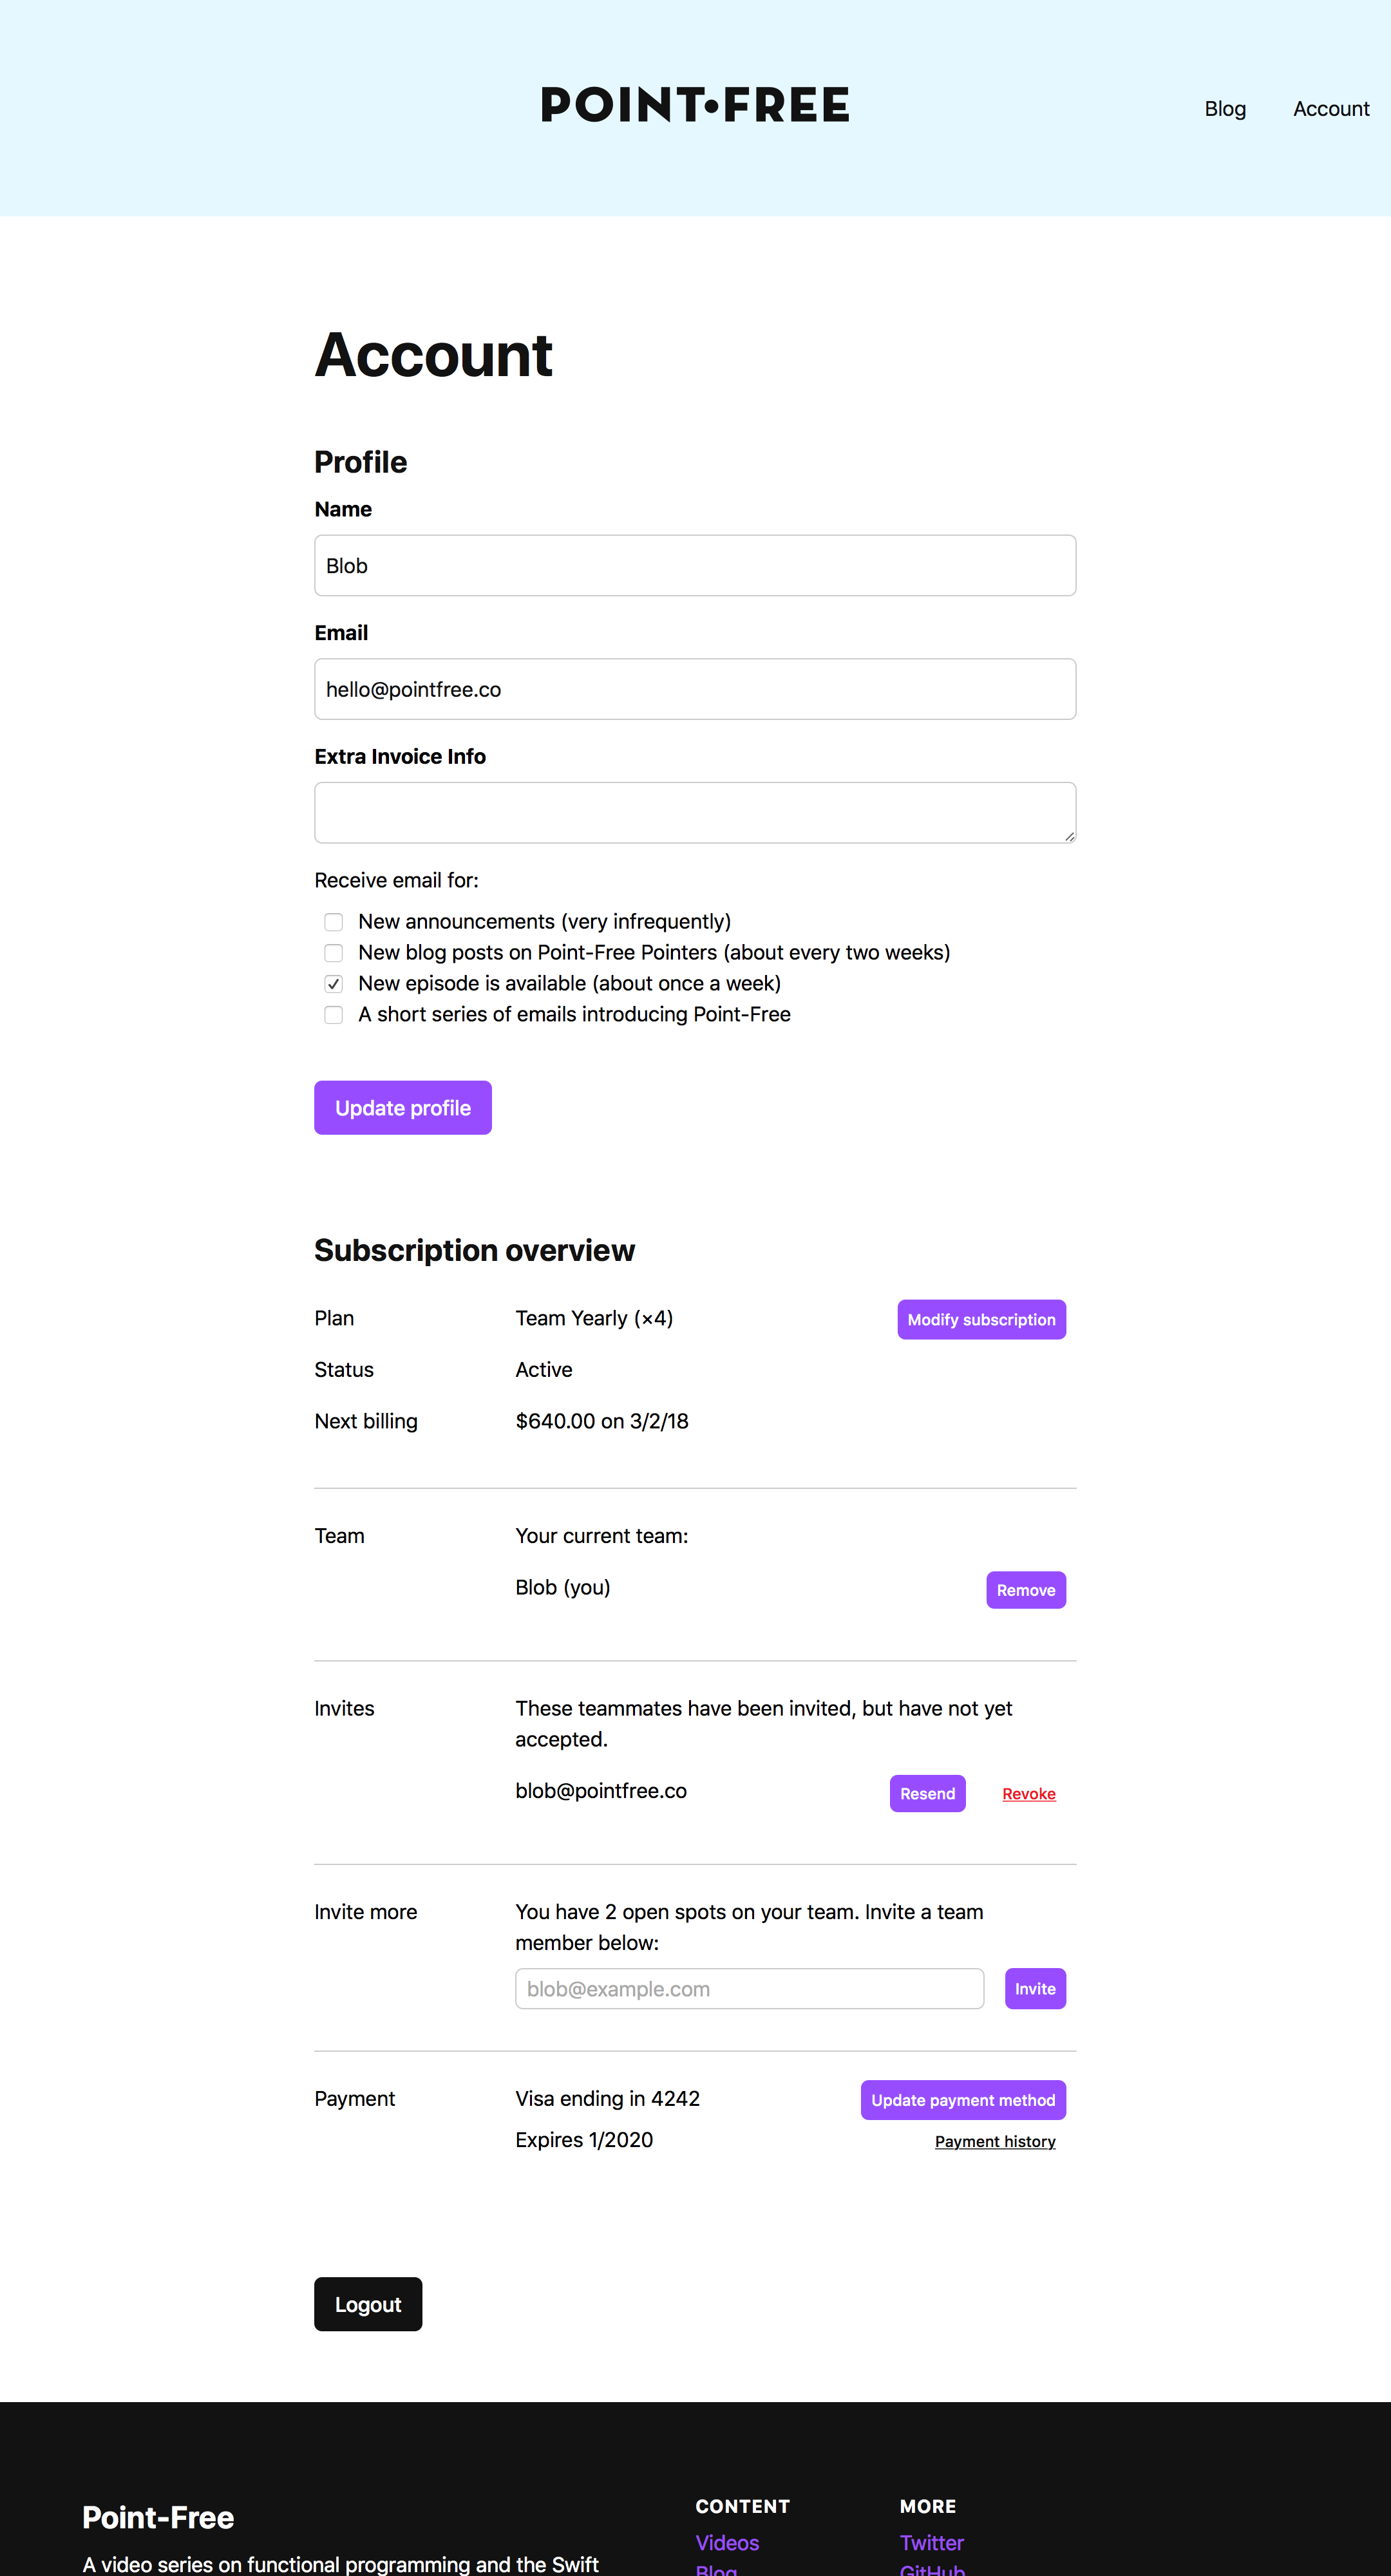 POINT•FREE
Blog
Account
Account
Profile
Name
Blob
Email
hello@pointfree.co
Extra Invoice Info
Receive email for:
New announcements (very infrequently)
New blog posts on Point-Free Pointers (about every two weeks)
New episode is available (about once a week)
A short series of emails introducing Point-Free
Update profile
Subscription overview
Plan
Team Yearly (×4)
Modify subscription
Status
Active
Next billing
$640.00 on 3/2/18
Team
Your current team:
Blob (you)
Remove
Invites
These teammates have been invited, but have not yet
accepted.
blob@pointfree.co
Resend
Revoke
Invite more
You have 2 open spots on your team. Invite a team
member below:
blob@example.com
Invite
Payment
Visa ending in 4242
Update payment method
Expires 1/2020
Payment history
Logout
Point-Free
A video series on functional programming and the Swift
CONTENT
Videos
Blog
MORE
Twitter
GitHub